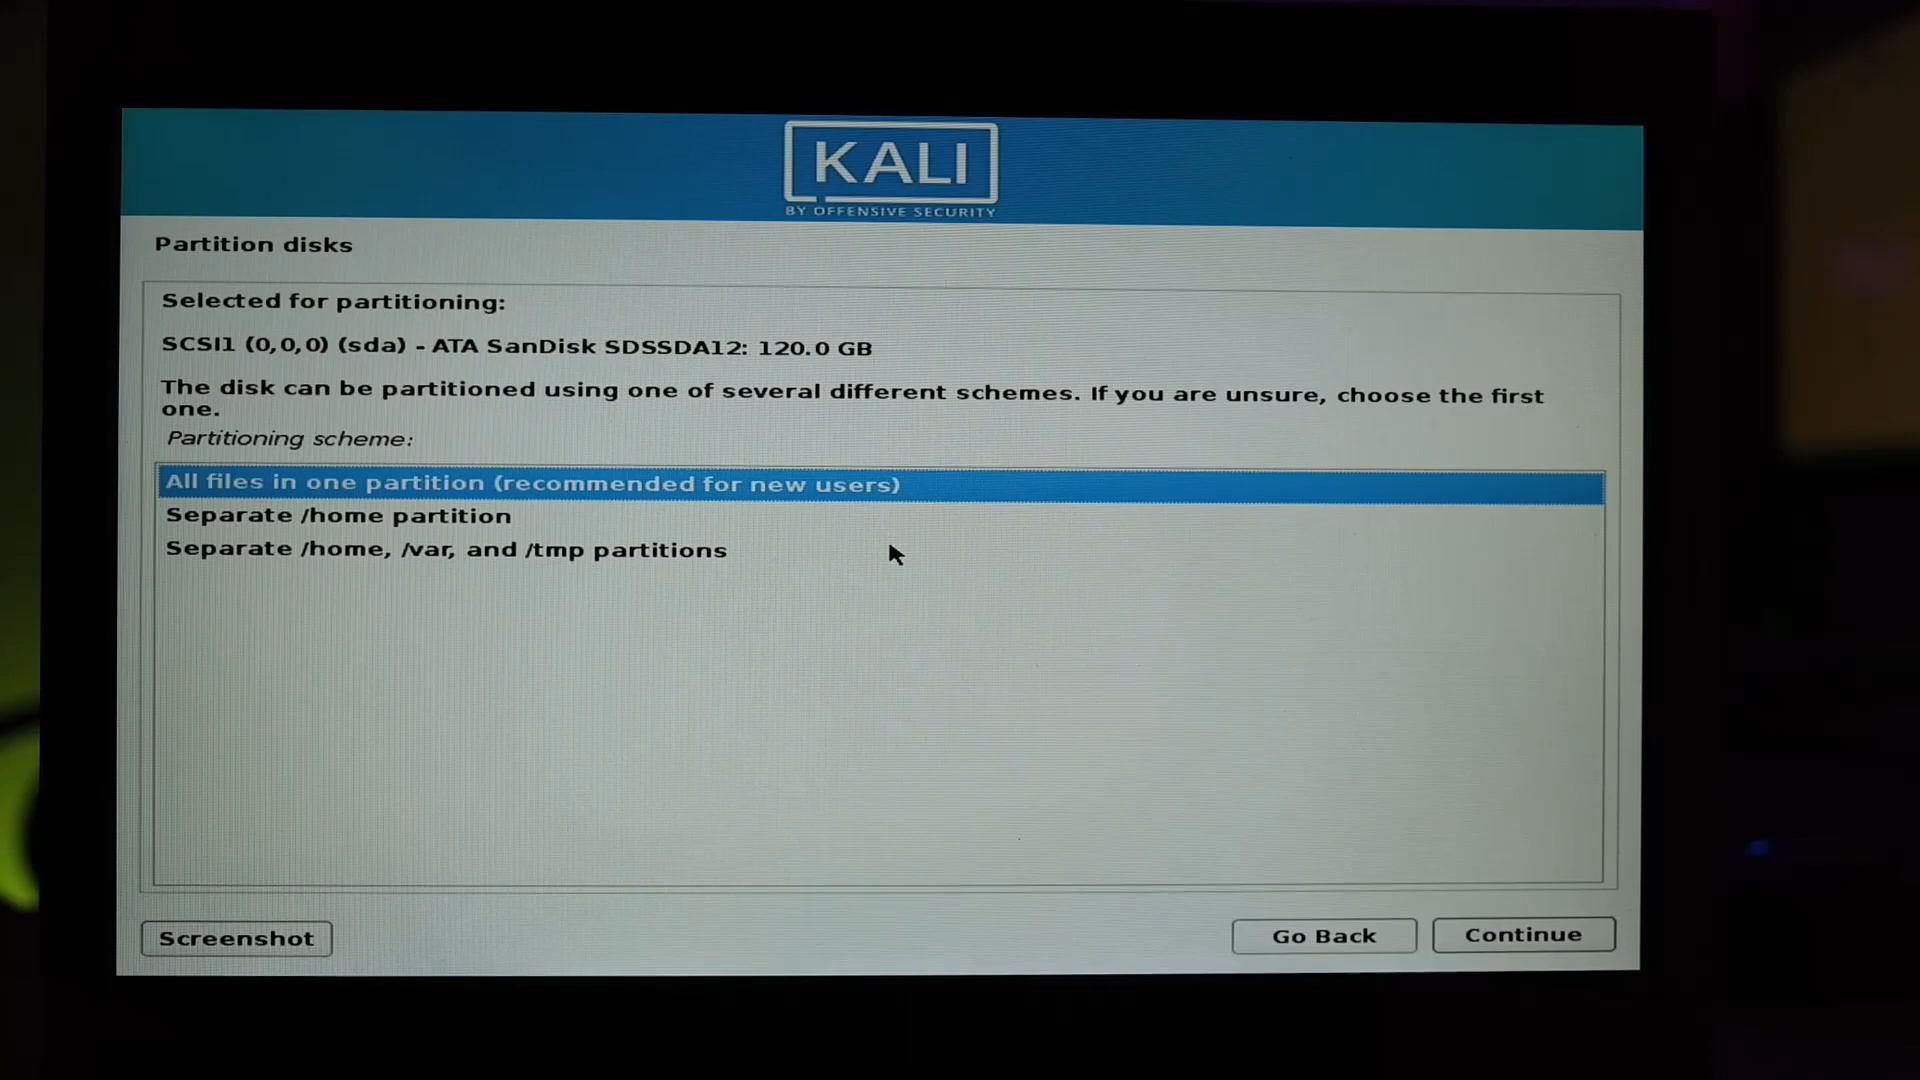 KALI
BY OFFENSIVE SECURITY
Partition disks
Selected for partitioning:
SCSI1 (0,0,0) (sda) - ATA SanDisk SDSSDA12: 120.0 GB
The disk can be partitioned using one of several different schemes. If you are unsure, choose the first
one.
Partitioning scheme:
All files in one partition (recommended for new users)
Separate /home partition
Separate /home, /var, and /tmp partitions
Screenshot
Go Back
Continue